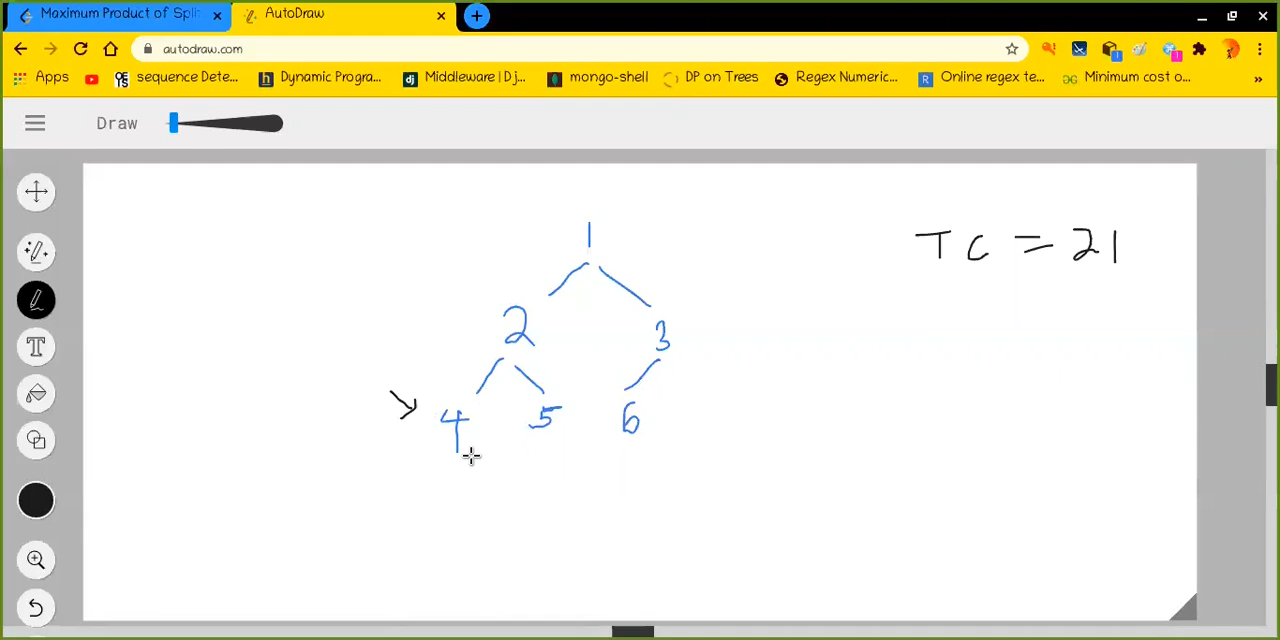 Maximum Product of Spli
AutoDraw
autodraw.com
Apps
sequence Dete...
Dynamic Progra...
Middleware | Dj...
mongo-shell
DP on Trees
Regex Numeric...
Online regex te...
Minimum cost o...
Draw
1
TC = 21
2 3
4 5 6